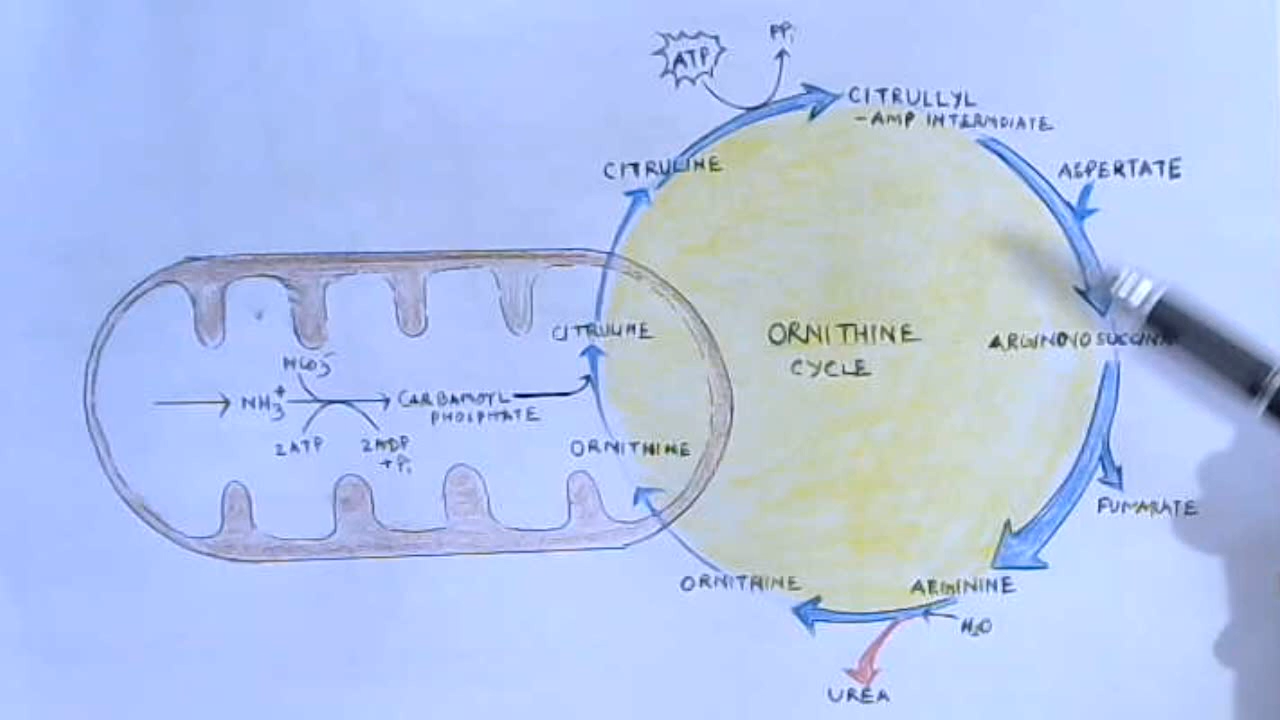 ATP
PPi
CITRULLYL
-AMP INTERMDIATE
CITRULINE
ASPERTATE
CITRULINE
ORNITHINE
CYCLE
HCO3-
NH3+
CARBAMOYL
PHOSPHATE
2ATP
2ADP
+Pi
ORNITHINE
FUMARATE
ORNITHINE
ARGININE
H2O
UREA